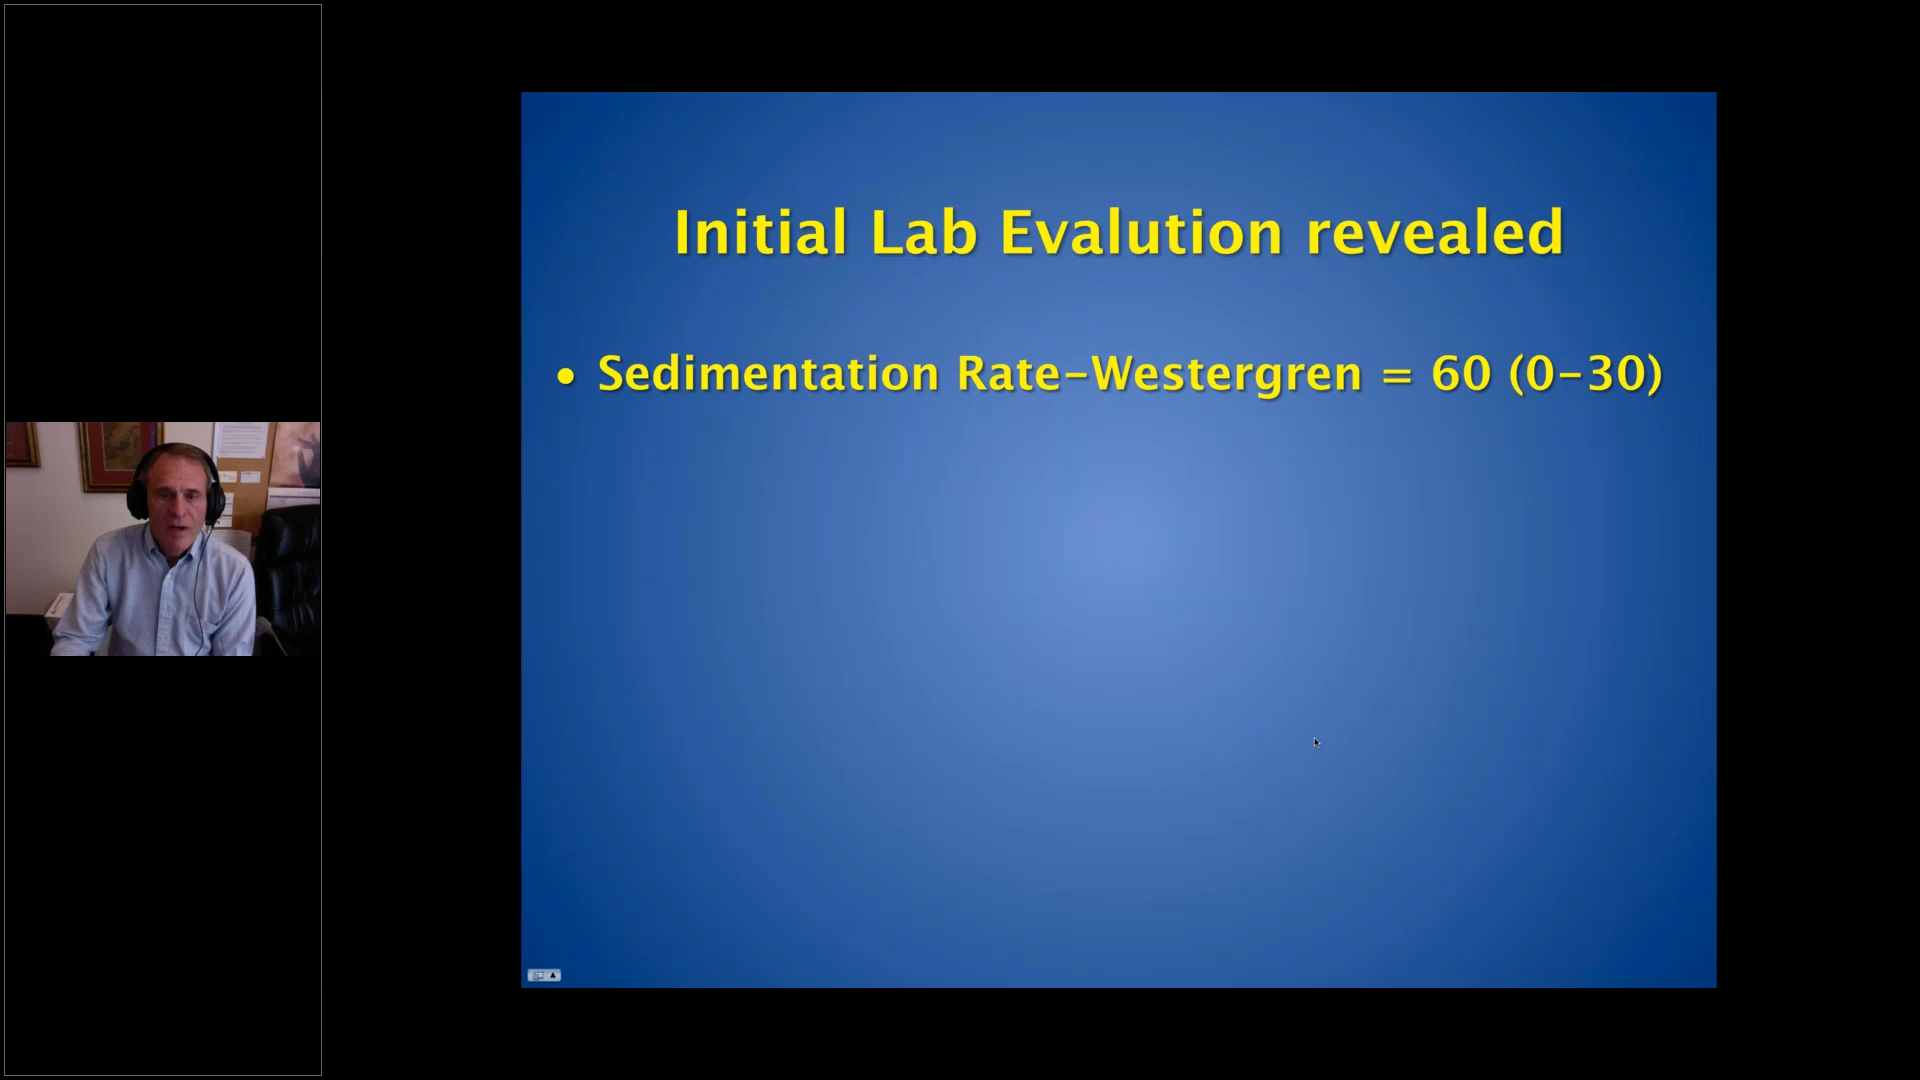 Initial Lab Evalution revealed
• Sedimentation Rate-Westergren = 60 (0-30)